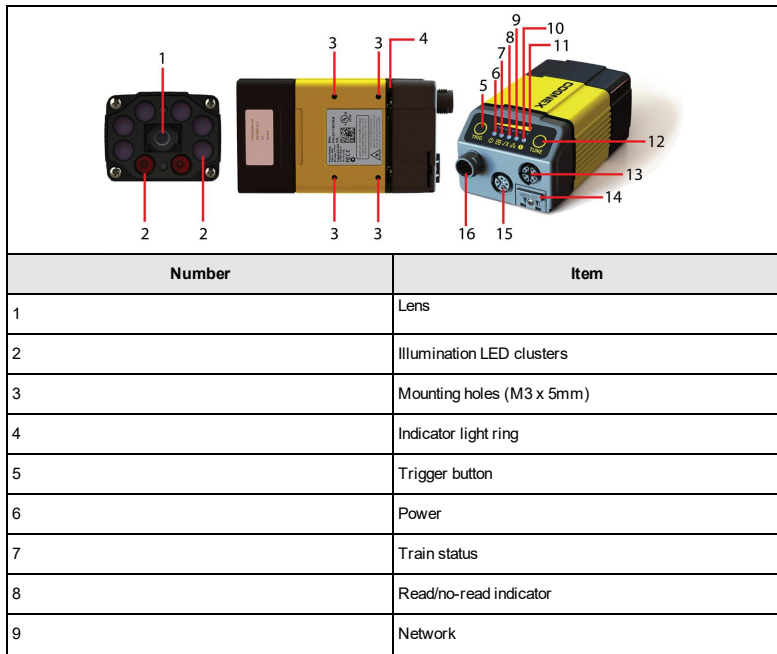 1
2
2
3
3
4
3
3
5
6
7
8
9
10
11
12
13
14
15
16
COGNEX
TRIG
TUNE
Number Item
1 Lens
2 Illumination LED clusters
3 Mounting holes (M3 x 5mm)
4 Indicator light ring
5 Trigger button
6 Power
7 Train status
8 Read/no-read indicator
9 Network